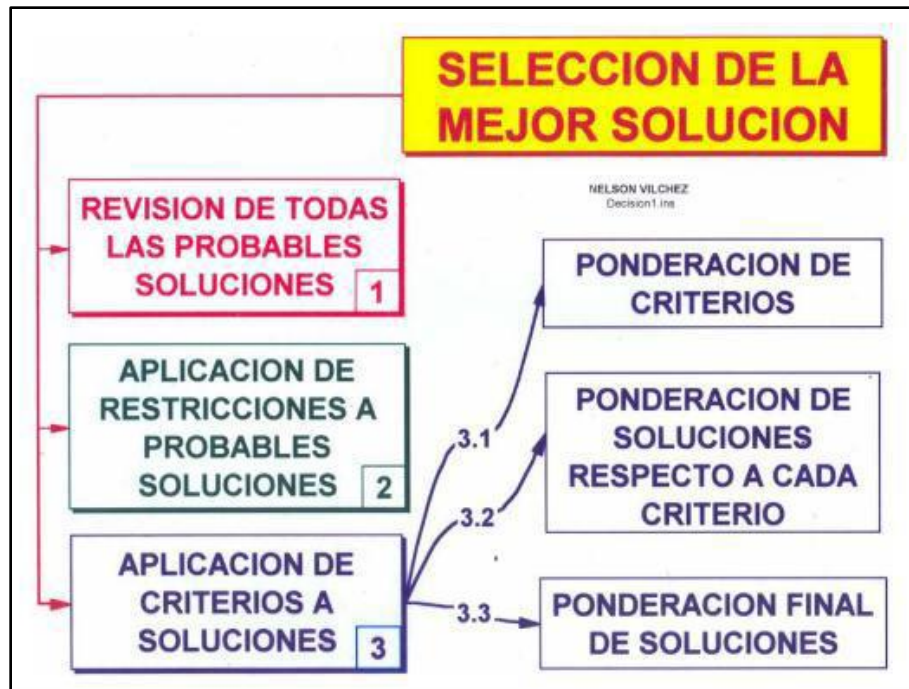 SELECCION DE LA
MEJOR SOLUCION
NELSON VILCHEZ
Decision1.ins
REVISION DE TODAS
LAS PROBABLES
SOLUCIONES
1
APLICACION DE
RESTRICCIONES A
PROBABLES
SOLUCIONES
2
APLICACION DE
CRITERIOS A
SOLUCIONES
3
3.1
PONDERACION DE
CRITERIOS
3.2
PONDERACION DE
SOLUCIONES
RESPECTO A CADA
CRITERIO
3.3
PONDERACION FINAL
DE SOLUCIONES